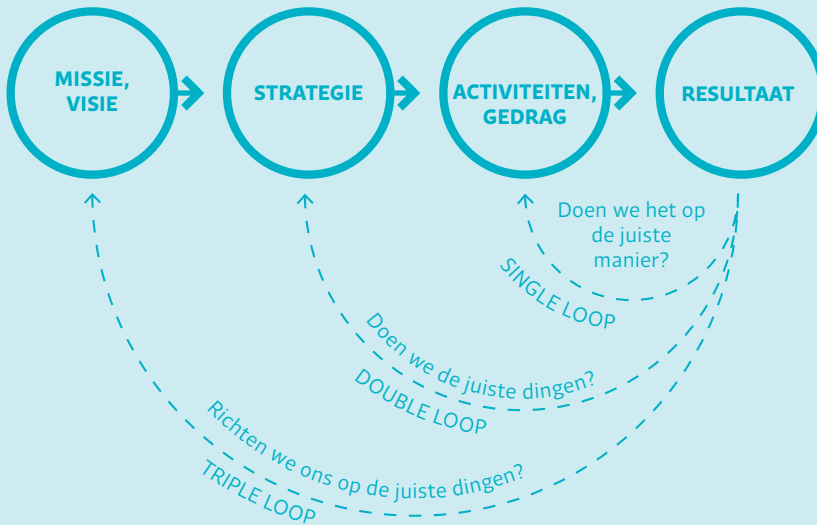 MISSIE,
VISIE
STRATEGIE
ACTIVITEITEN,
GEDRAG
RESULTAAT
Doen we het op
de juiste
manier?
SINGLE LOOP
Doen we de juiste dingen?
DOUBLE LOOP
Richten we ons op de juiste dingen?
TRIPLE LOOP